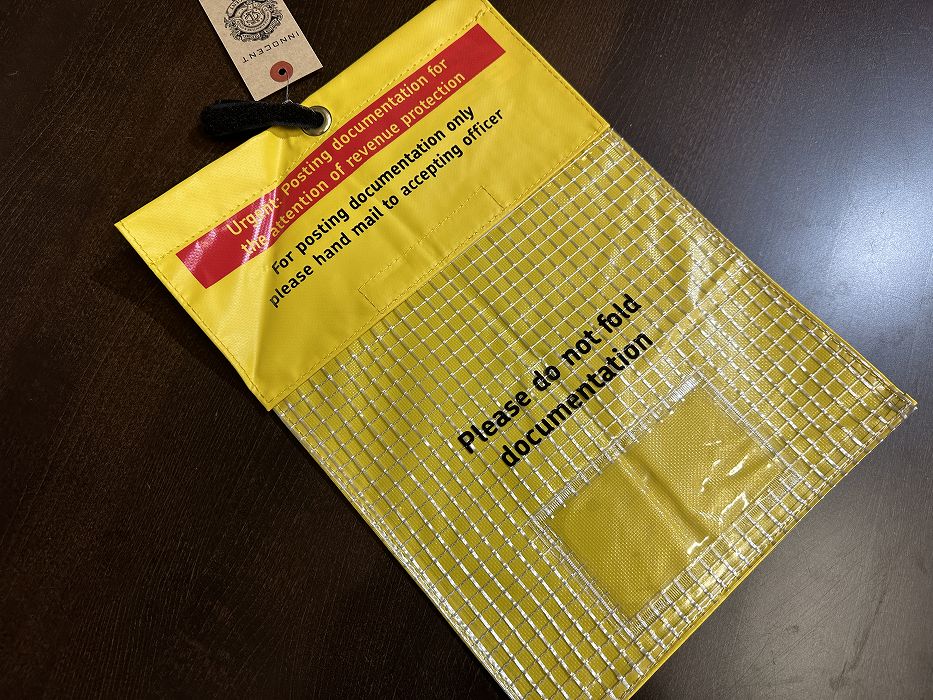 INNOCENT
Urgent: Posting documentation for
the attention of revenue protection
For posting documentation only
please hand mail to accepting officer
Please do not fold
documentation